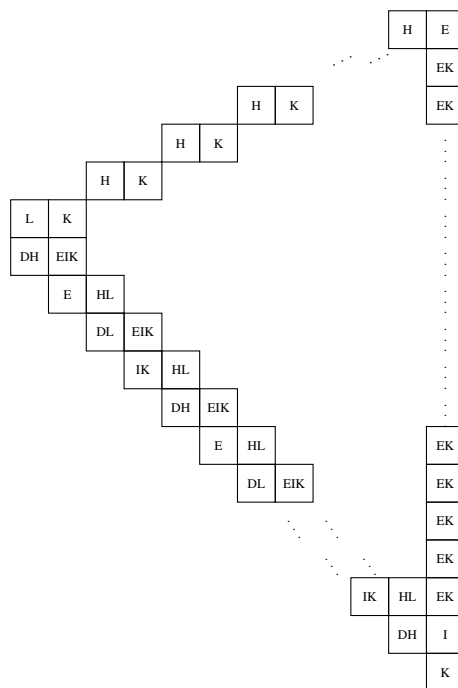 H E
EK
H K EK
H K
H K
L K
DH EIK
E HL
DL EIK
IK HL
DH EIK
E HL EK
DL EIK EK
EK
EK
IK HL EK
DH I
K